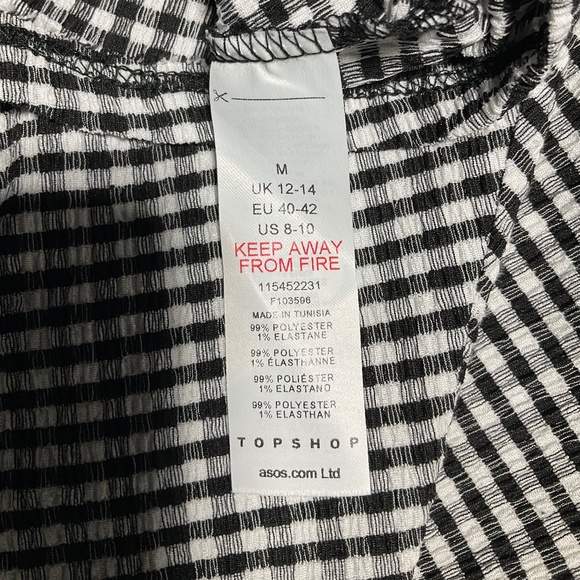 M
UK 12-14
EU 40-42
US 8-10
KEEP AWAY
FROM FIRE
115452231
F103596
MADE IN TUNISIA
99% POLYESTER
1% ELASTANE
99% POLYESTER
1% ÉLASTHANNE
99% POLIÉSTER
1% ELASTANO
99% POLYESTER
1% ELASTHAN
TOPSHOP
asos.com Ltd